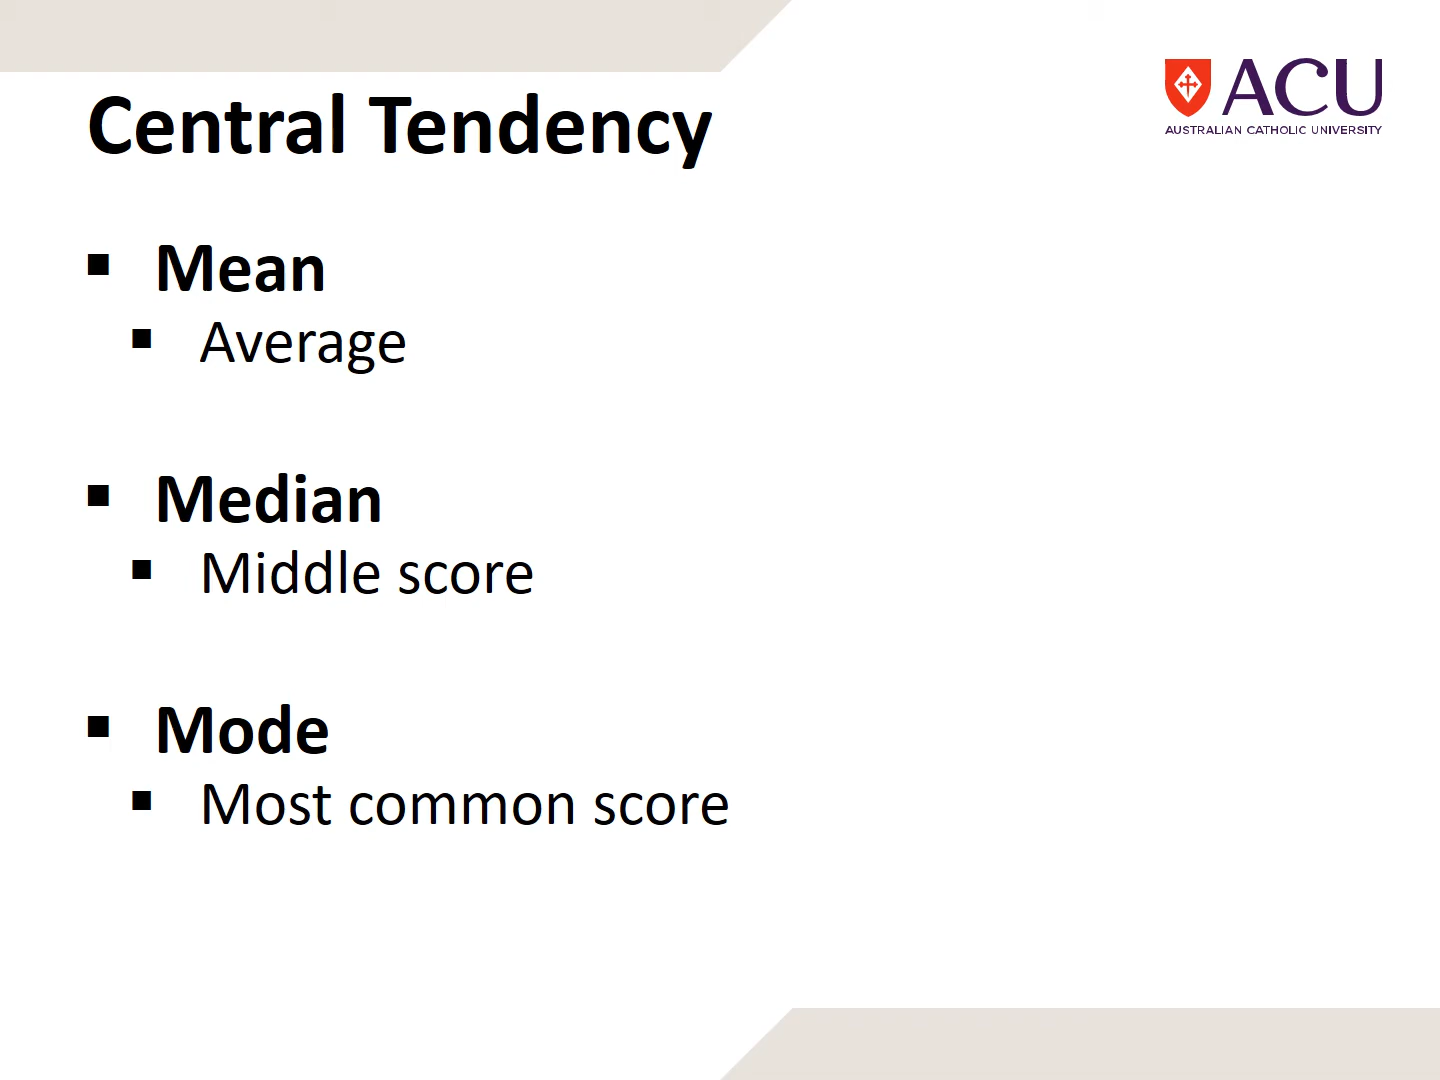 Central Tendency
ACU
AUSTRALIAN CATHOLIC UNIVERSITY
▪ Mean
▪ Average
▪ Median
▪ Middle score
▪ Mode
▪ Most common score